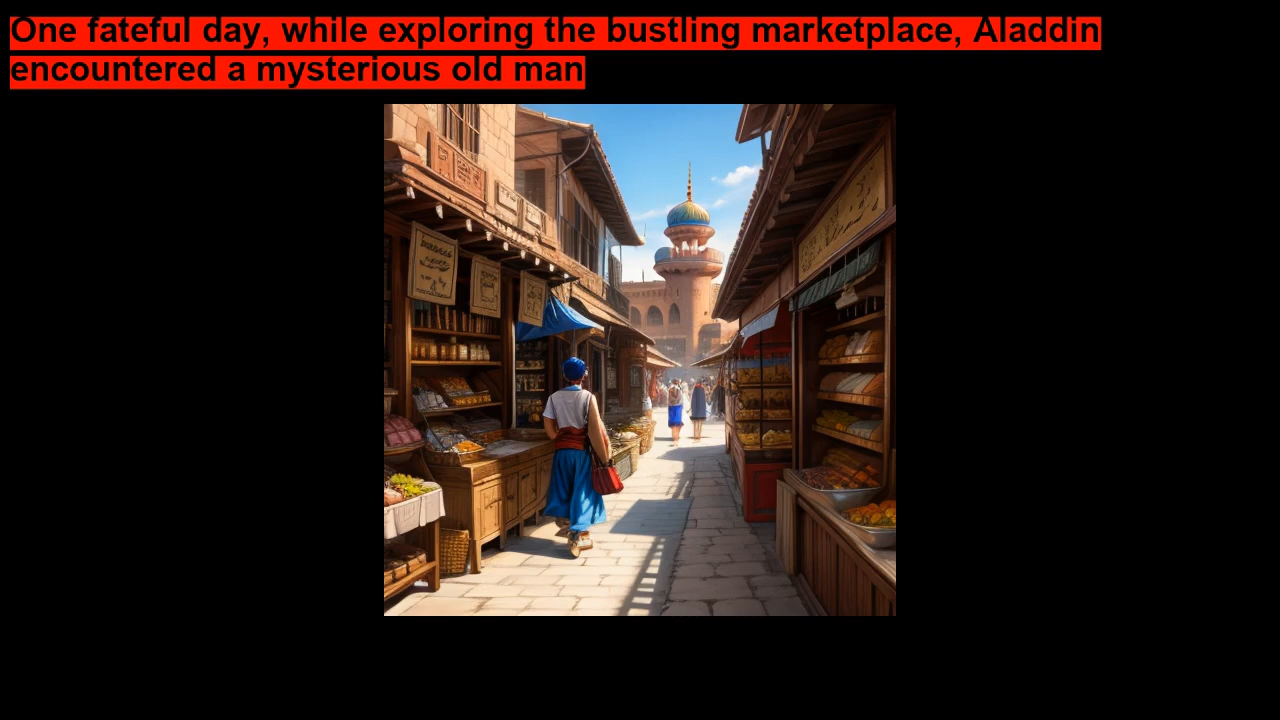 One fateful day, while exploring the bustling marketplace, Aladdin
encountered a mysterious old man